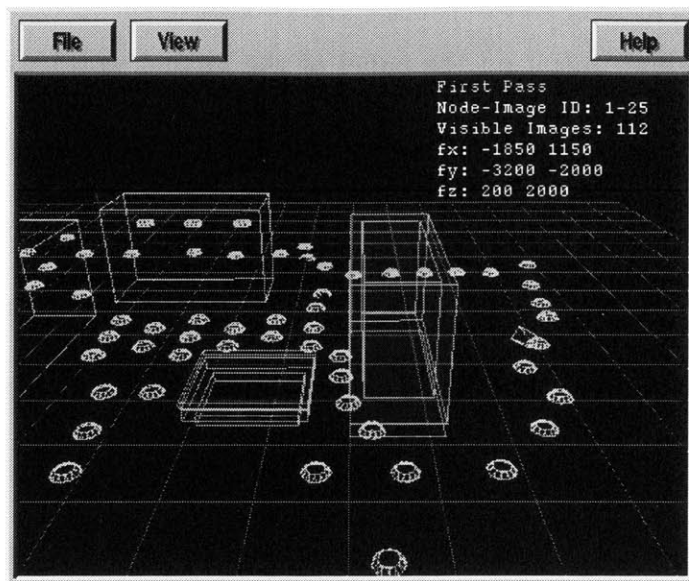 File View Help
First Pass
Node-Image ID: 1-25
Visible Images: 112
fx: -1850 1150
fy: -3200 -2000
fz: 200 2000